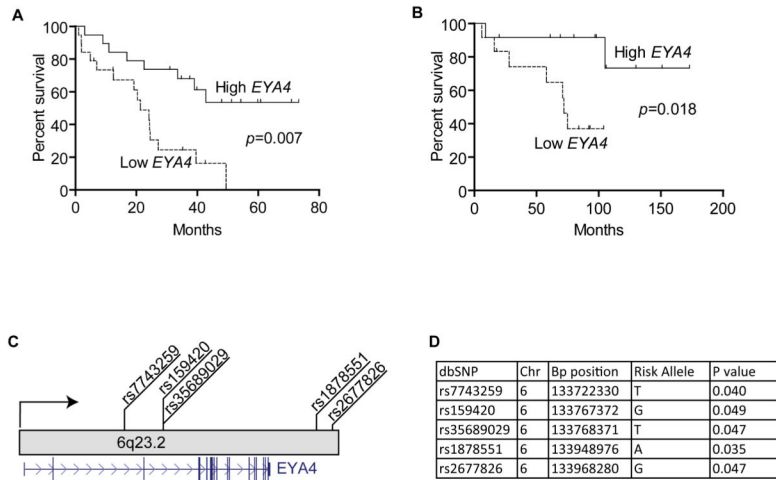 A
Percent survival
100
80
60
40
20
0
0 20 40 60 80
Months
High EYA4
p=0.007
Low EYA4
B
Percent survival
100
80
60
40
20
0
0 50 100 150 200
Months
High EYA4
p=0.018
Low EYA4
C
rs7743259
rs159420
rs35689029
rs1878551
rs2677826
6q23.2
EYA4
D
dbSNP Chr Bp position Risk Allele P value
rs7743259 6 133722330 T 0.040
rs159420 6 133767372 G 0.049
rs35689029 6 133768371 T 0.047
rs1878551 6 133948976 A 0.035
rs2677826 6 133968280 G 0.047